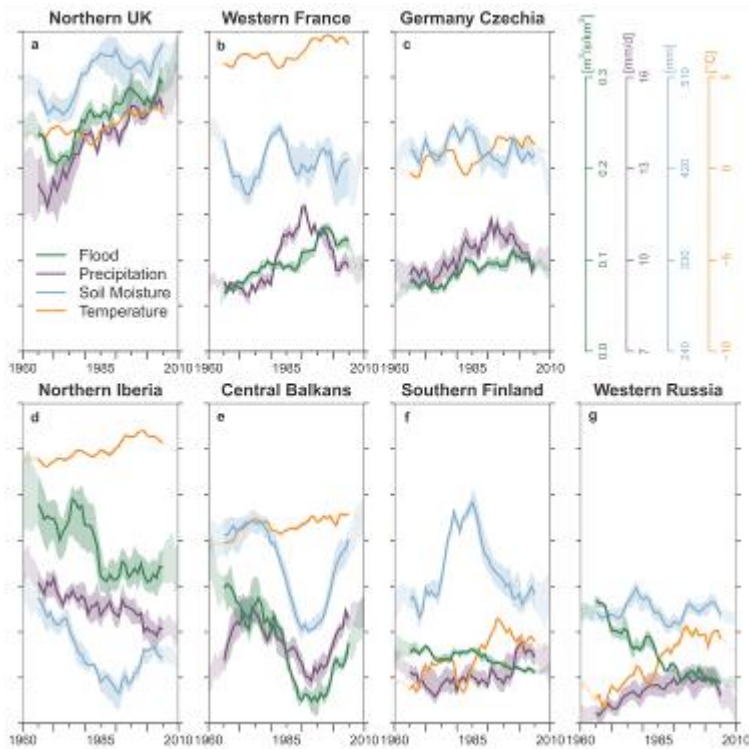 Northern UK
Western France
Germany Czechia
a
b
c
Flood
Precipitation
Soil Moisture
Temperature
1960 1985 2010
1985 2010
1985 2010
[m³/s/km²]
0.3
0.2
0.1
0.0
[mm/d]
16
13
10
7
[mm]
510
420
330
240
[°C]
5
0
-5
-10
Northern Iberia
Central Balkans
Southern Finland
Western Russia
d
e
f
g
1960 1985 2010
1985 2010
1985 2010
1960 1985 2010